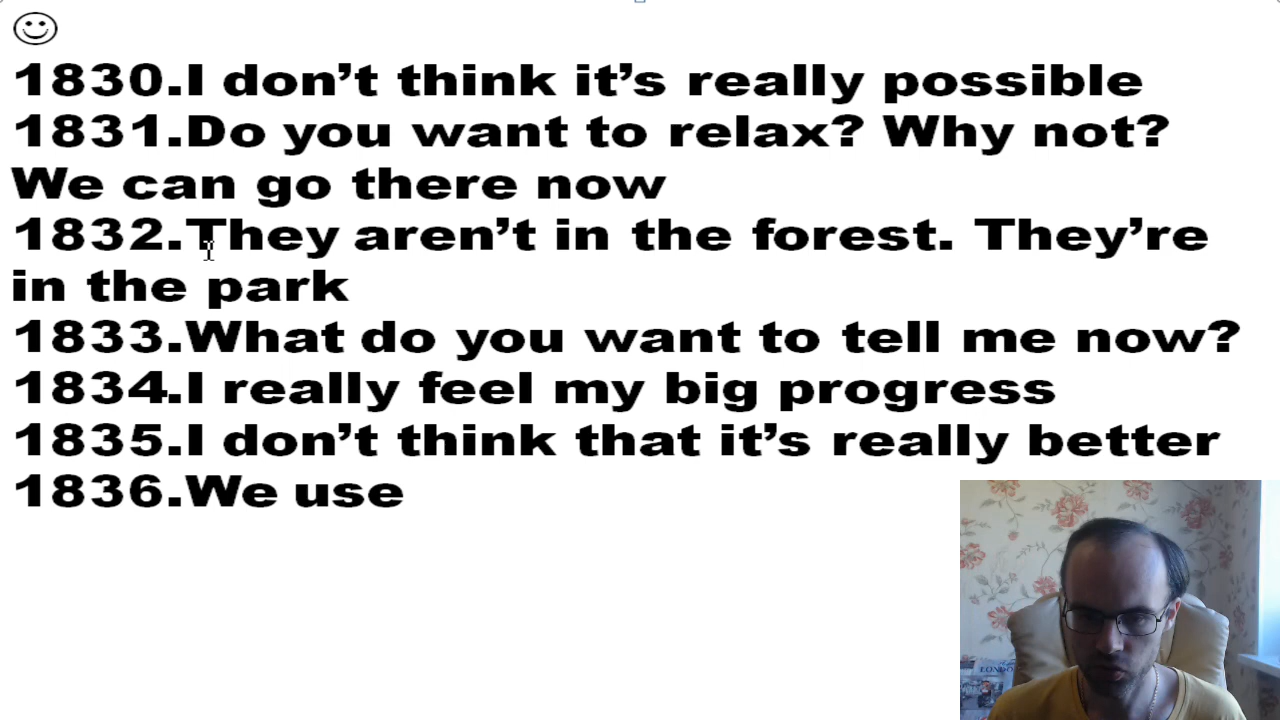 1830.I don’t think it’s really possible
1831.Do you want to relax? Why not?
We can go there now
1832.They aren’t in the forest. They’re
in the park
1833.What do you want to tell me now?
1834.I really feel my big progress
1835.I don’t think that it’s really better
1836.We use
LONDON